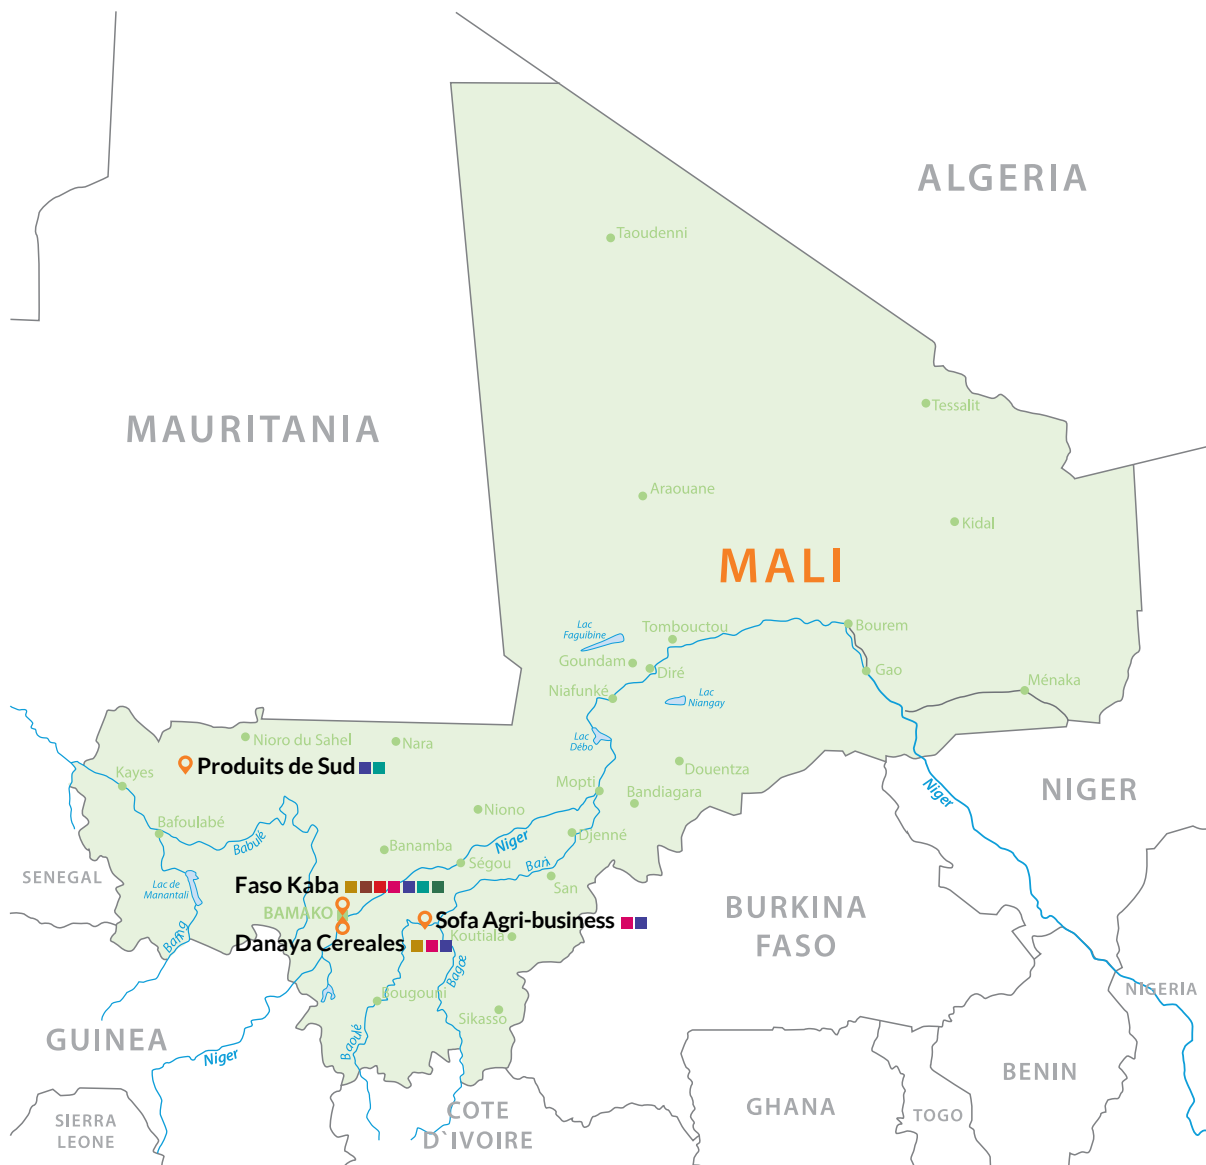 ALGERIA
Taoudenni
MAURITANIA
Tessalit
Araouane
Kidal
MALI
Lac
Faguibine
Tombouctou
Bourem
Goundam
Diré
Gao
Niafunké
Lac
Niangay
Ménaka
Lac
Débo
Nioro du Sahel
Nara
Produits de Sud
Kayes
Douentza
Mopti
Bandiagara
NIGER
Niger
Niono
Bafoulabé
Babulé
Banamba
Niger
Djenné
Ségou
Bani
SENEGAL
Lac de
Manantali
Faso Kaba
San
BAMAKO
Sofa Agri-business
BURKINA
FASO
Koutiala
Danaya Cereales
Bagoe
Bougouni
Sikasso
NIGERIA
GUINEA
Niger
Baoulé
BENIN
SIERRA
LEONE
COTE
D`IVOIRE
GHANA
TOGO